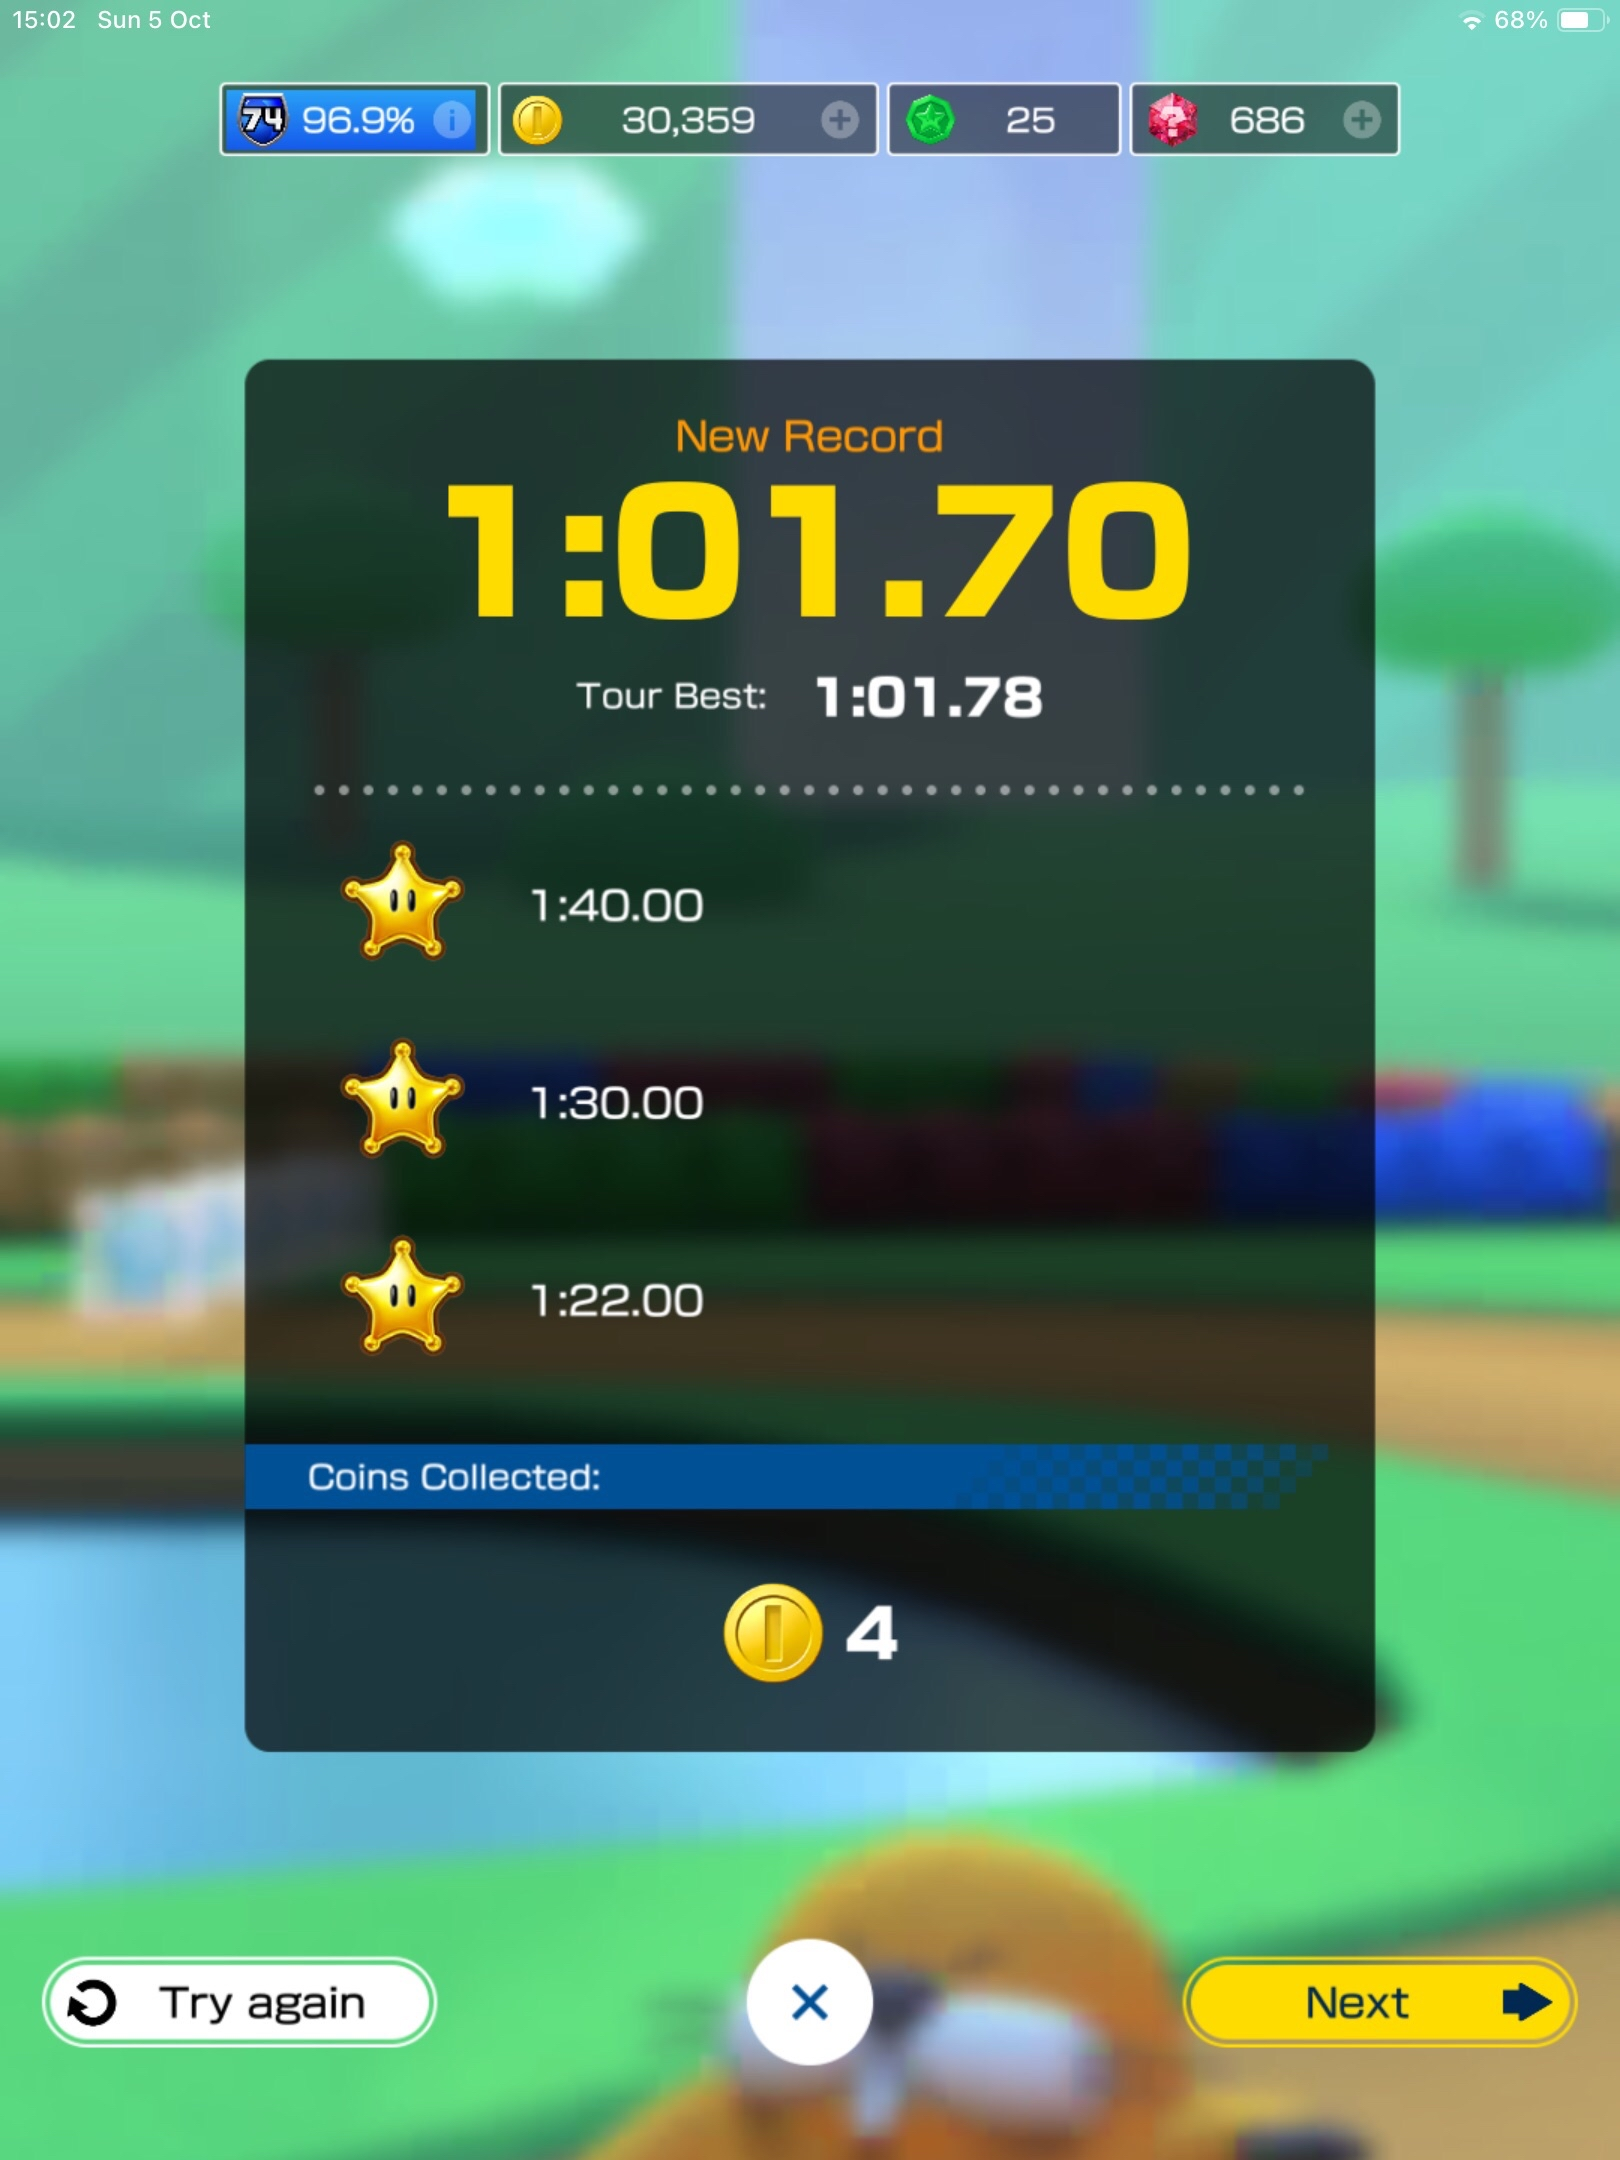 15:02 Sun 5 Oct 68%
74 96.9% i 30,359 + 25 ? 686 +
New Record
1:01.70
Tour Best: 1:01.78
1:40.00
1:30.00
1:22.00
Coins Collected:
4
Try again × Next